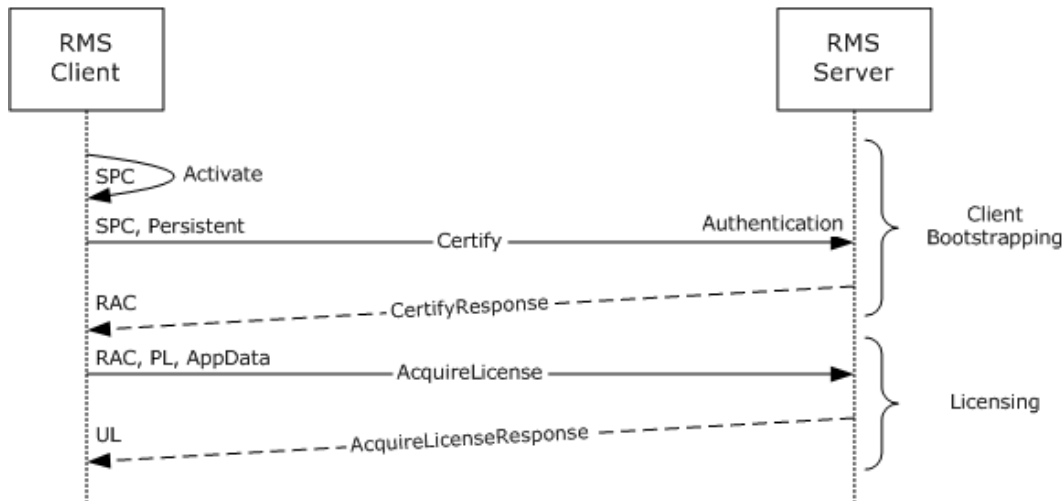 RMS
Client
RMS
Server
SPC
Activate
SPC, Persistent
Authentication
Certify
Client
Bootstrapping
RAC
CertifyResponse
RAC, PL, AppData
AcquireLicense
Licensing
UL
AcquireLicenseResponse